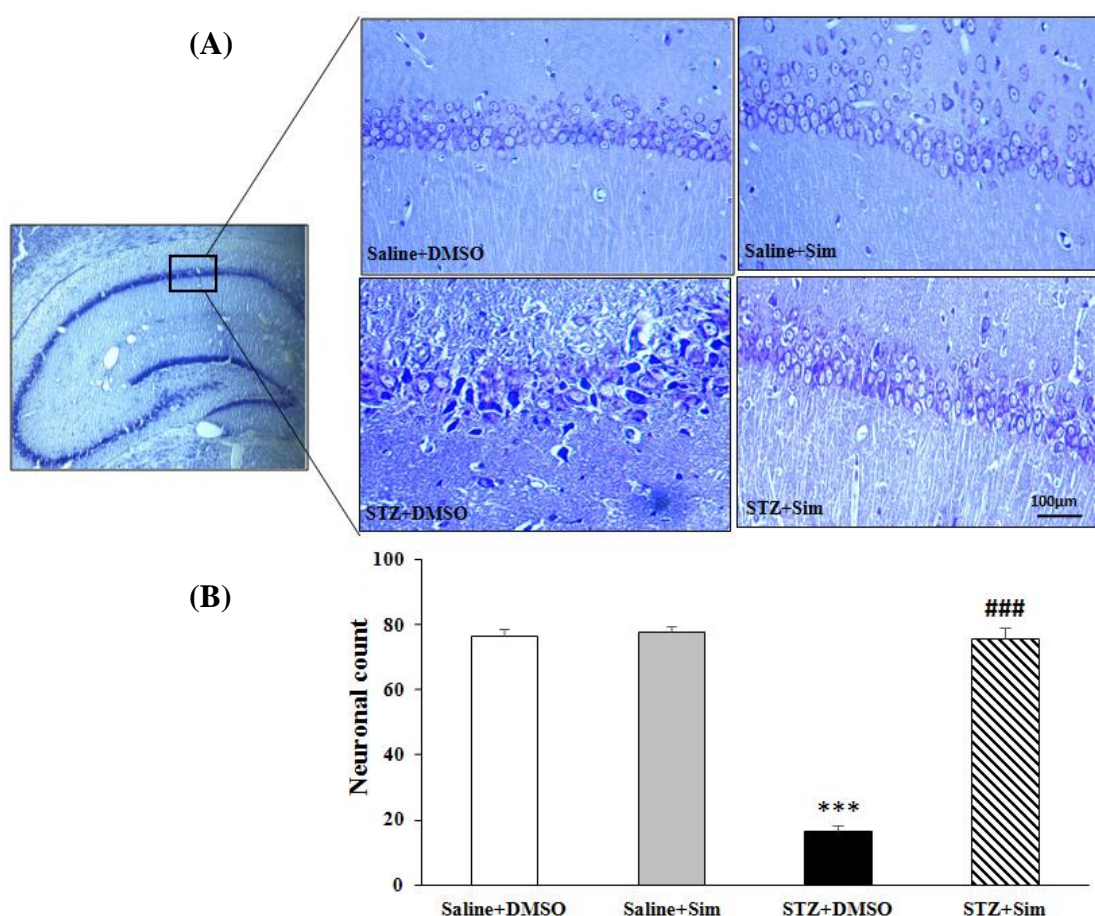 (A)
Saline+DMSO
Saline+Sim
STZ+DMSO
STZ+Sim
100µm
(B)
Neuronal count
100
80
60
40
20
0
***
###
Saline+DMSO
Saline+Sim
STZ+DMSO
STZ+Sim